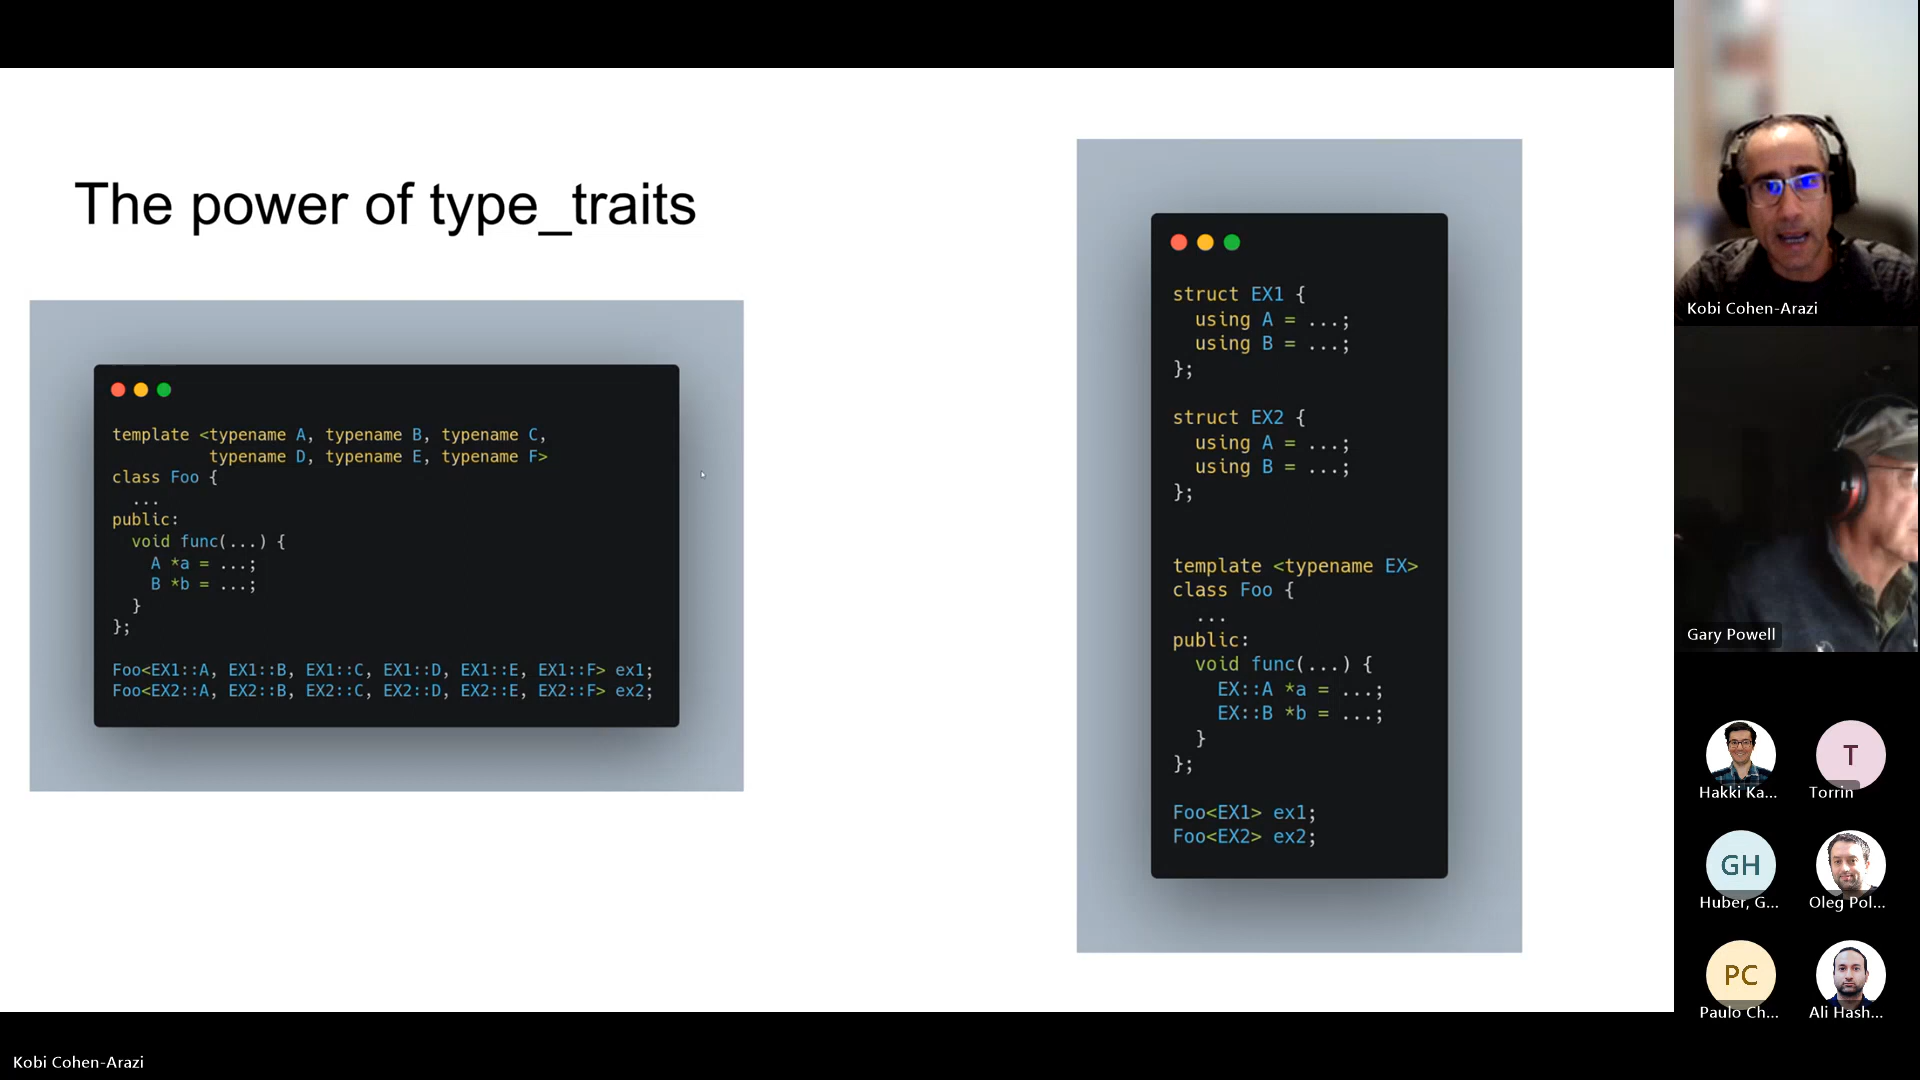 The power of type_traits
template <typename A, typename B, typename C,
typename D, typename E, typename F>
class Foo {
...
public:
void func(...) {
A *a = ...;
B *b = ...;
}
};
Foo<EX1::A, EX1::B, EX1::C, EX1::D, EX1::E, EX1::F> ex1;
Foo<EX2::A, EX2::B, EX2::C, EX2::D, EX2::E, EX2::F> ex2;
struct EX1 {
using A = ...;
using B = ...;
};
struct EX2 {
using A = ...;
using B = ...;
};
template <typename EX>
class Foo {
...
public:
void func(...) {
EX::A *a = ...;
EX::B *b = ...;
}
};
Foo<EX1> ex1;
Foo<EX2> ex2;
Kobi Cohen-Arazi
Gary Powell
T
Hakki Ka...
Torrin
GH
Huber, G...
Oleg Pol...
PC
Paulo Ch...
Ali Hash...
Kobi Cohen-Arazi